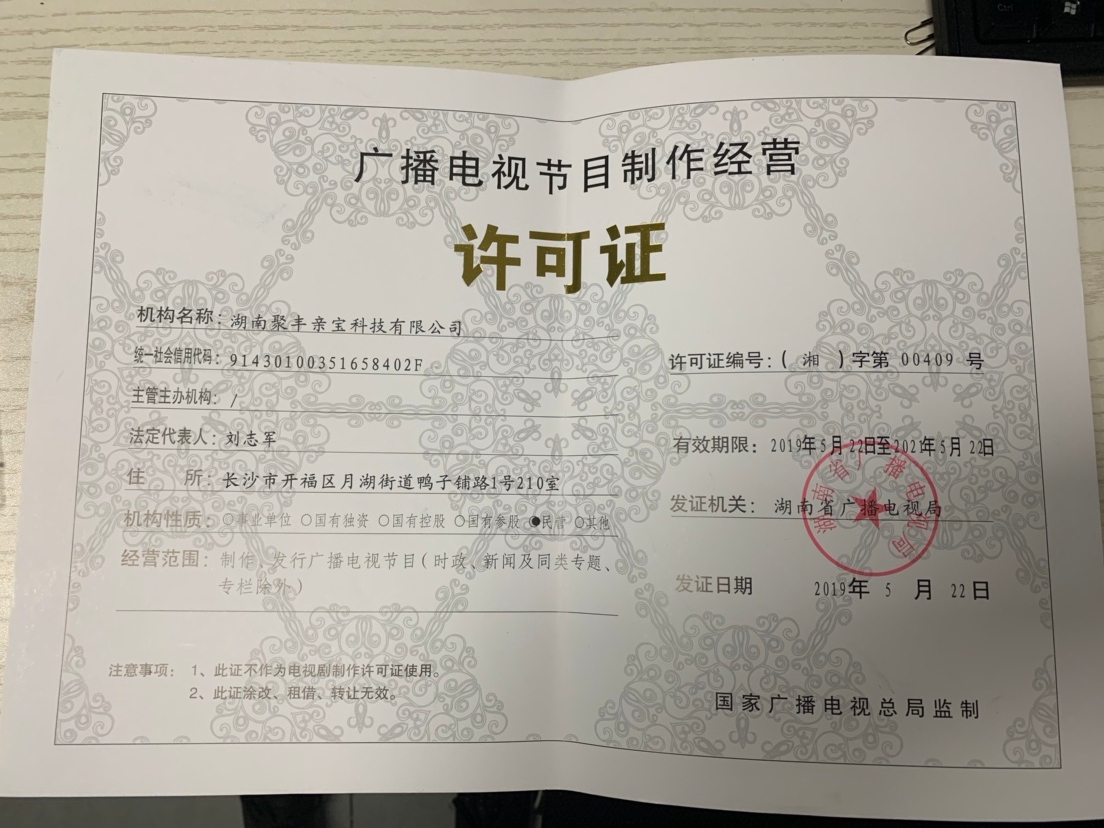 广播电视节目制作经营
许可证
机构名称：湖南聚丰亲宝科技有限公司
统一社会信用代码：91430100351658402F
主管主办机构：/
法定代表人：刘志军
住 所：长沙市开福区月湖街道鸭子铺路1号210室
机构性质：○事业单位 ○国有独资 ○国有控股 ○国有参股 ●民营 ○其他
经营范围：制作、发行广播电视节目（时政、新闻及同类专题、
专栏除外）
注意事项： 1、此证不作为电视剧制作许可证使用。
2、此证涂改、租借、转让无效。
许可证编号：（ 湘 ）字第 00409 号
有效期限：2019年5月22日至2021年5月22日
发证机关：湖南省广播电视局
湖南省广播电视局
发证日期 2019年 5 月 22日
国家广播电视总局监制